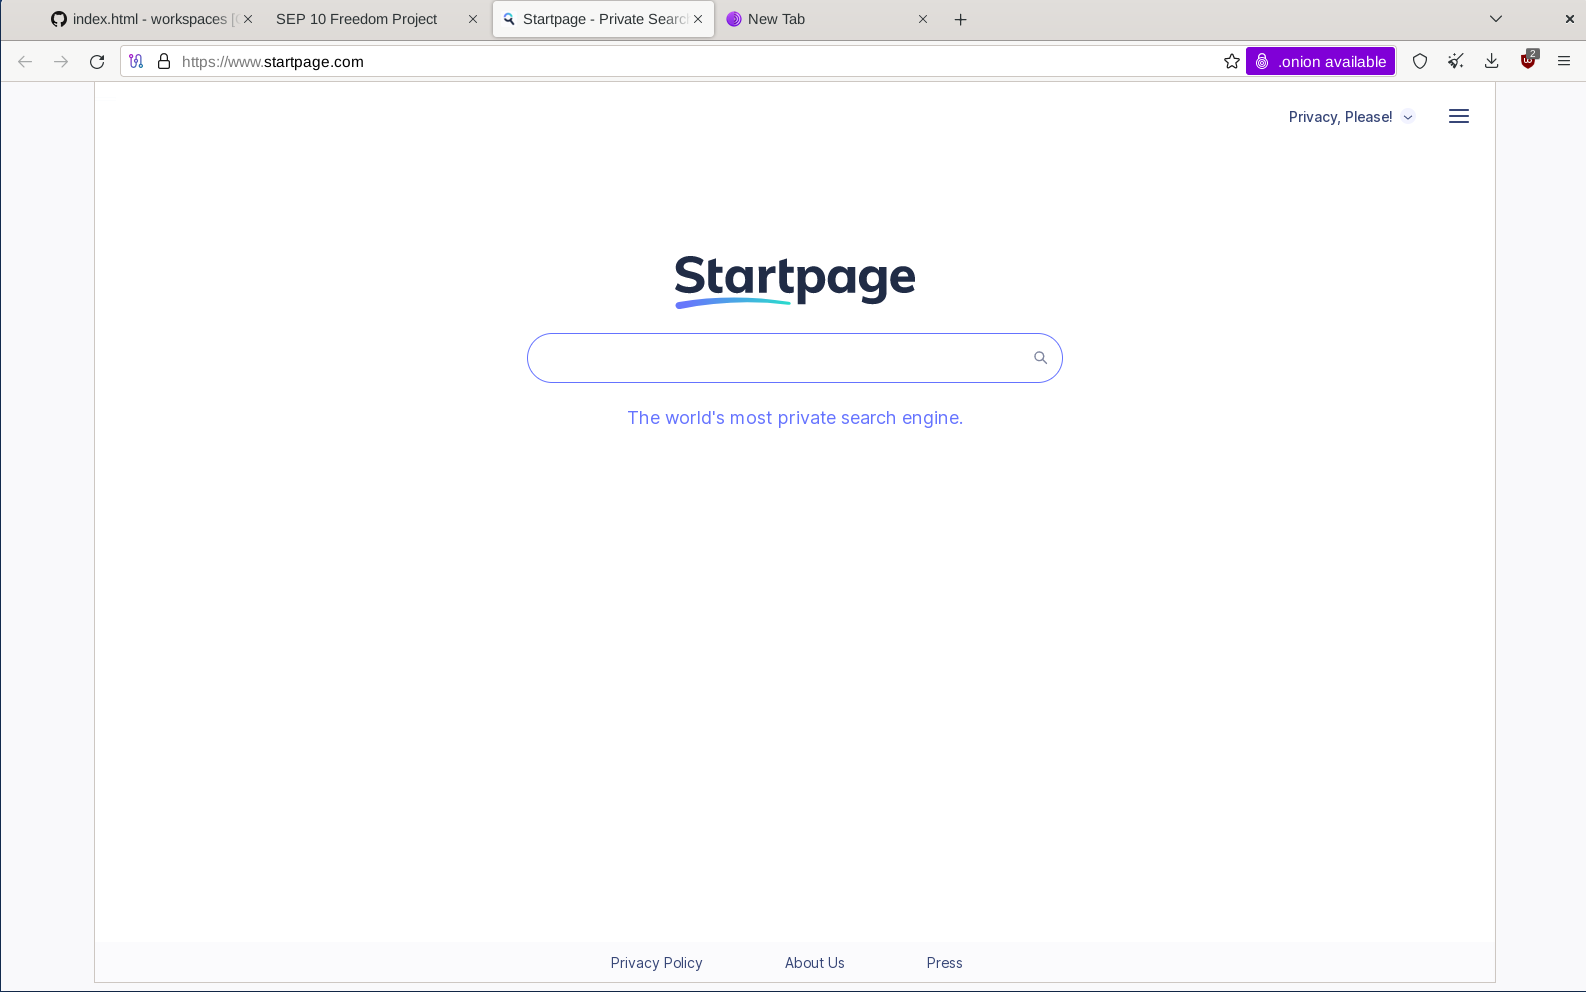 index.html - workspaces [
SEP 10 Freedom Project
Startpage - Private Searc
New Tab
https://www.startpage.com
.onion available
2
Privacy, Please!
Startpage
The world's most private search engine.
Privacy Policy
About Us
Press